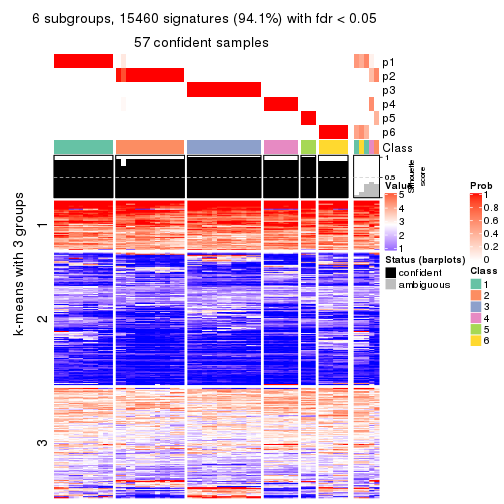 6 subgroups, 15460 signatures (94.1%) with fdr < 0.05
57 confident samples
p1
p2
p3
p4
p5
p6
Class
1
0.5
0
Silhouette
score
k-means with 3 groups
1
2
3
Value
5
4
3
2
1
Status (barplots)
confident
ambiguous
Prob
1
0.8
0.6
0.4
0.2
0
Class
1
2
3
4
5
6